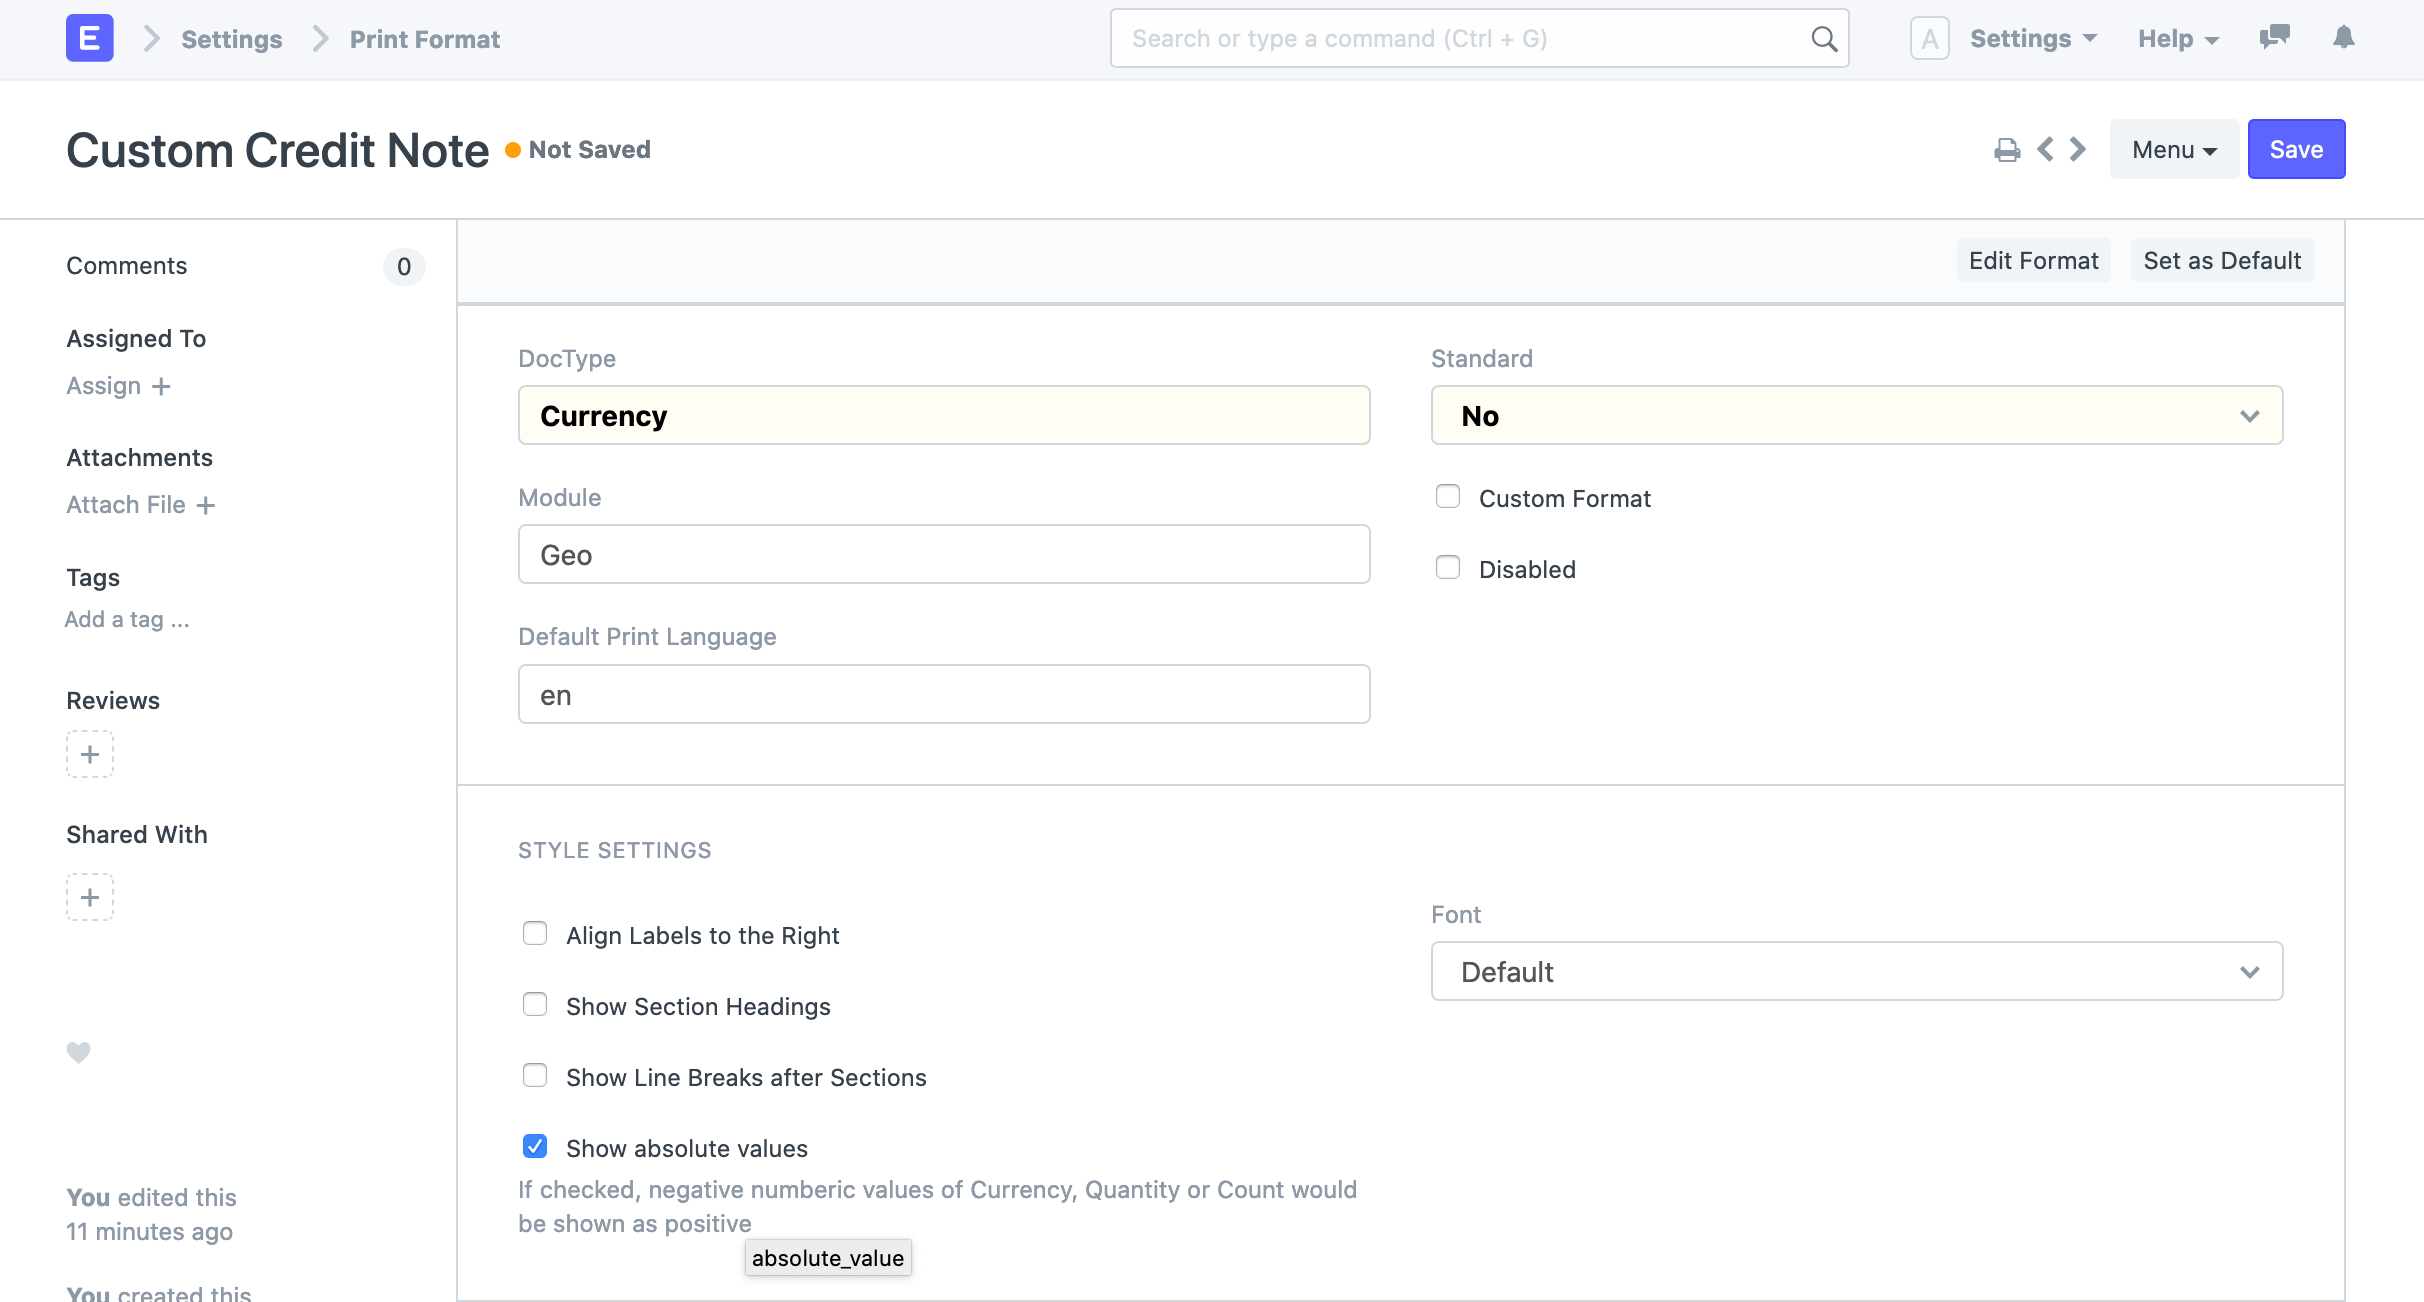 E Settings Print Format
Search or type a command (Ctrl + G)
A Settings Help
Custom Credit Note Not Saved
Menu Save
Comments 0
Edit Format Set as Default
Assigned To
Assign +
Attachments
Attach File +
Tags
Add a tag ...
Reviews
+
Shared With
+
You edited this
11 minutes ago
You created this
DocType
Currency
Module
Geo
Default Print Language
en
Standard
No
Custom Format
Disabled
STYLE SETTINGS
Align Labels to the Right
Show Section Headings
Show Line Breaks after Sections
Show absolute values
If checked, negative numberic values of Currency, Quantity or Count would
be shown as positive
absolute_value
Font
Default